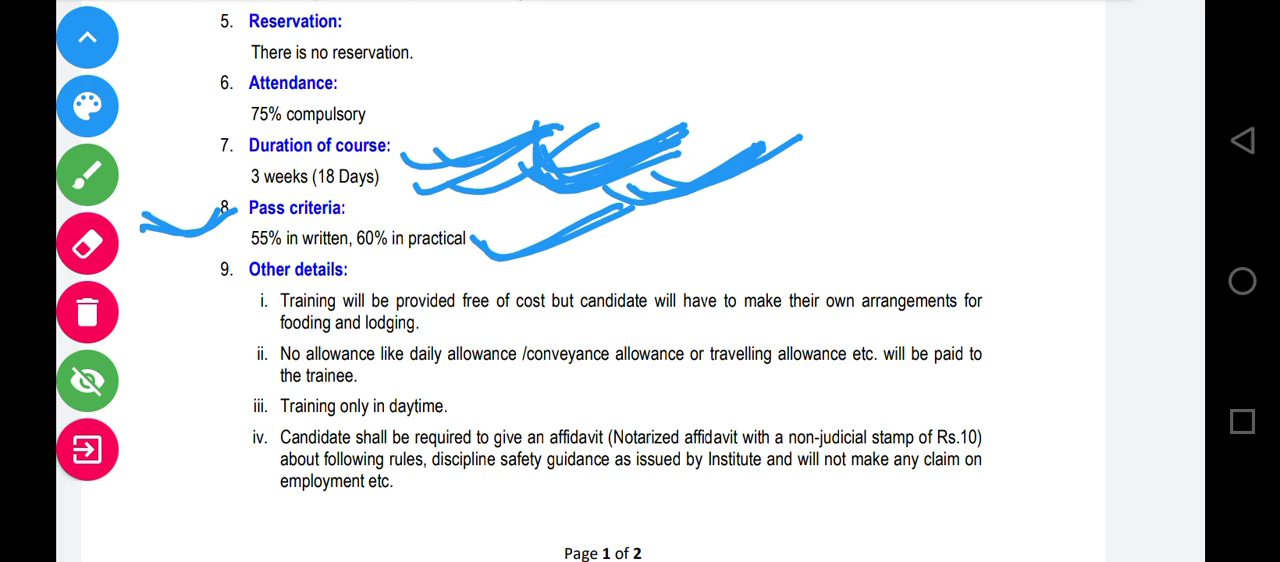 5. Reservation:
There is no reservation.
6. Attendance:
75% compulsory
7. Duration of course:
3 weeks (18 Days)
8. Pass criteria:
55% in written, 60% in practical
9. Other details:
i. Training will be provided free of cost but candidate will have to make their own arrangements for
fooding and lodging.
ii. No allowance like daily allowance /conveyance allowance or travelling allowance etc. will be paid to
the trainee.
iii. Training only in daytime.
iv. Candidate shall be required to give an affidavit (Notarized affidavit with a non-judicial stamp of Rs.10)
about following rules, discipline safety guidance as issued by Institute and will not make any claim on
employment etc.
Page 1 of 2